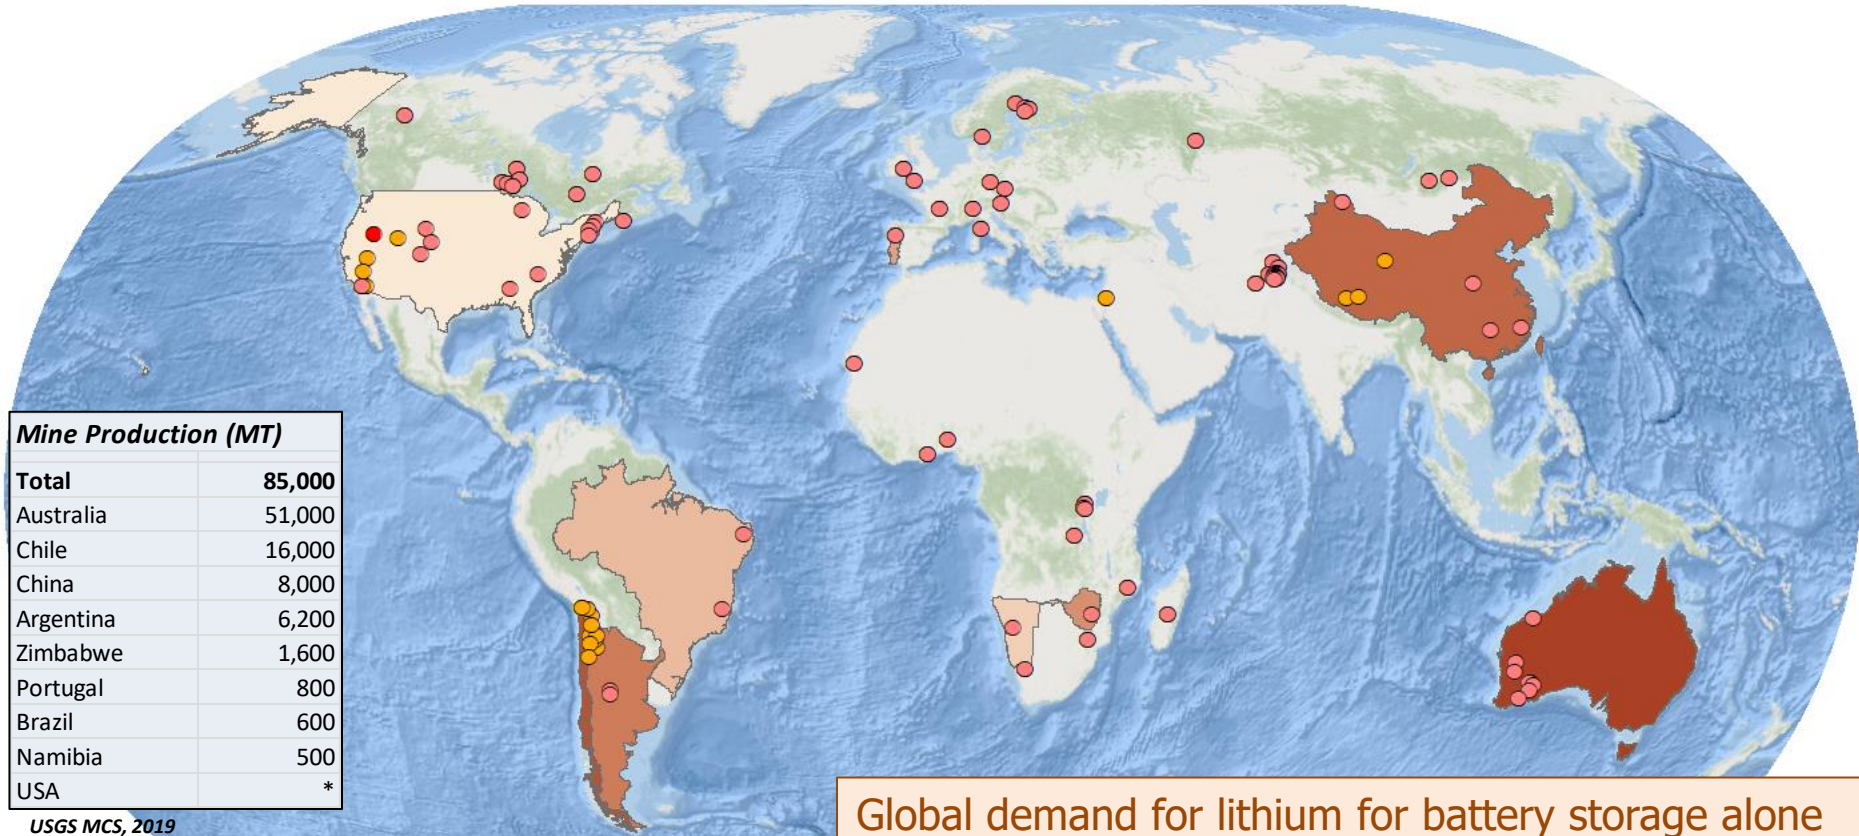 Mine Production (MT)
Total 85,000
Australia 51,000
Chile 16,000
China 8,000
Argentina 6,200
Zimbabwe 1,600
Portugal 800
Brazil 600
Namibia 500
USA *
USGS MCS, 2019
Global demand for lithium for battery storage alone